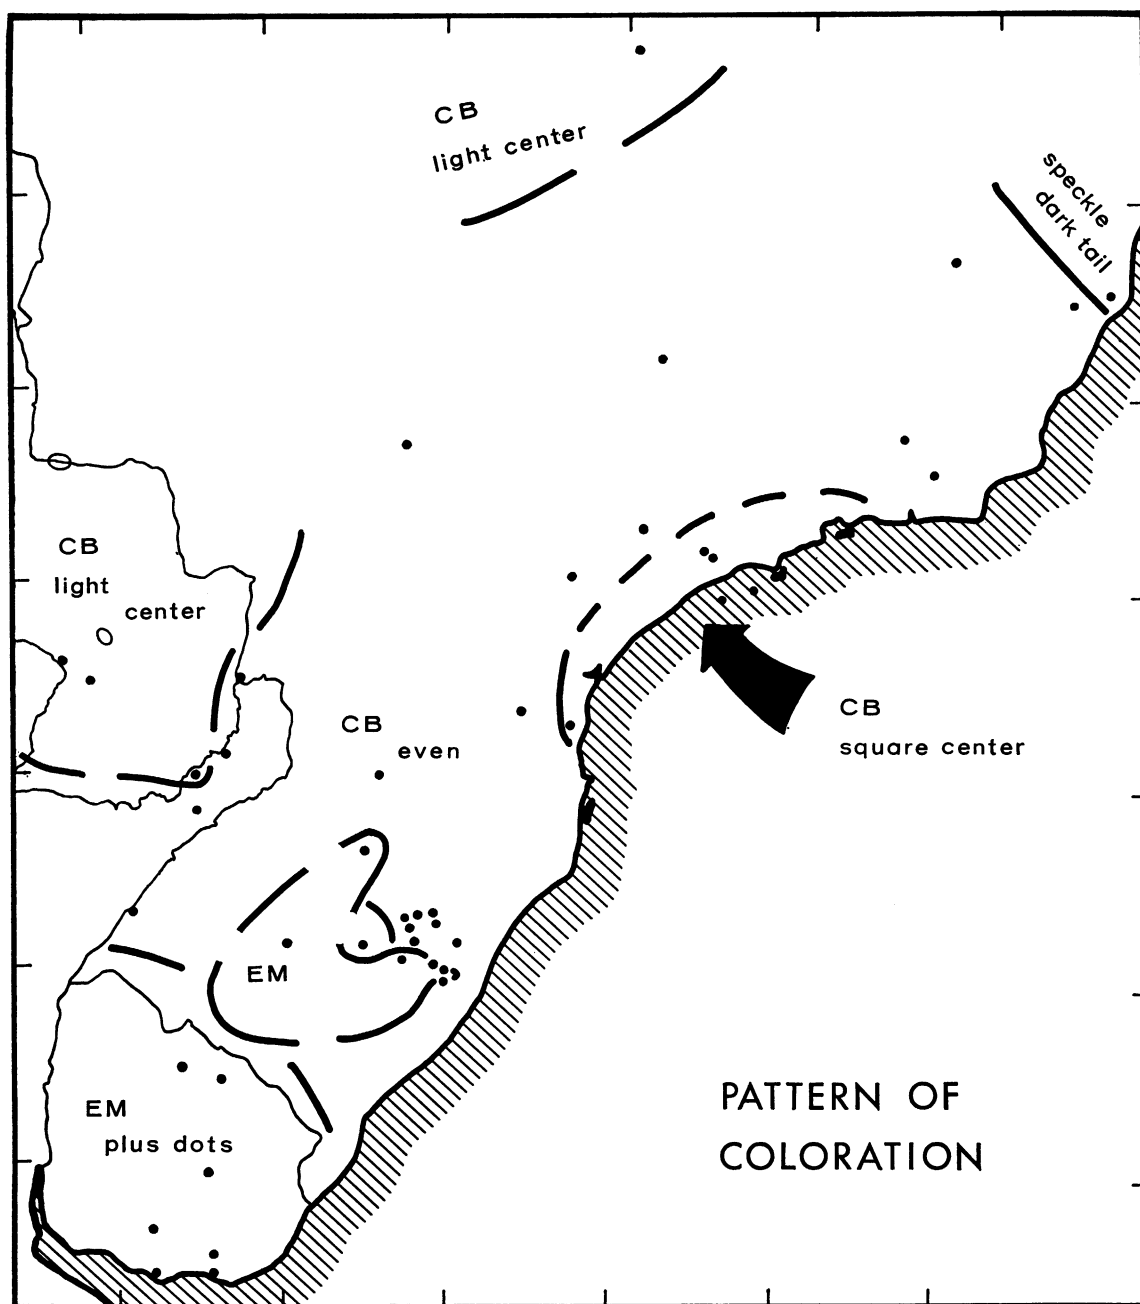 CB
light center
speckle
dark tail
CB
light
center
CB
even
CB
square center
EM
EM
plus dots
PATTERN OF
COLORATION